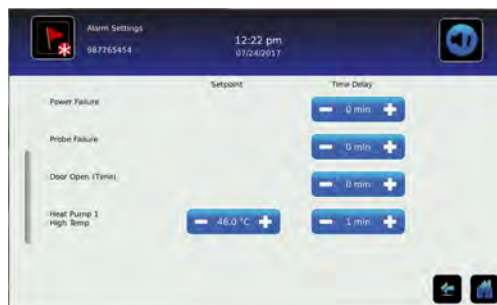 Alarm Settings
987765454
12:22 pm
07/24/2017
Setpoint
Time Delay
Power Failure
0 min
Probe Failure
0 min
Door Open (Time)
0 min
Heat Pump 1
High Temp
46.0 °C
1 min